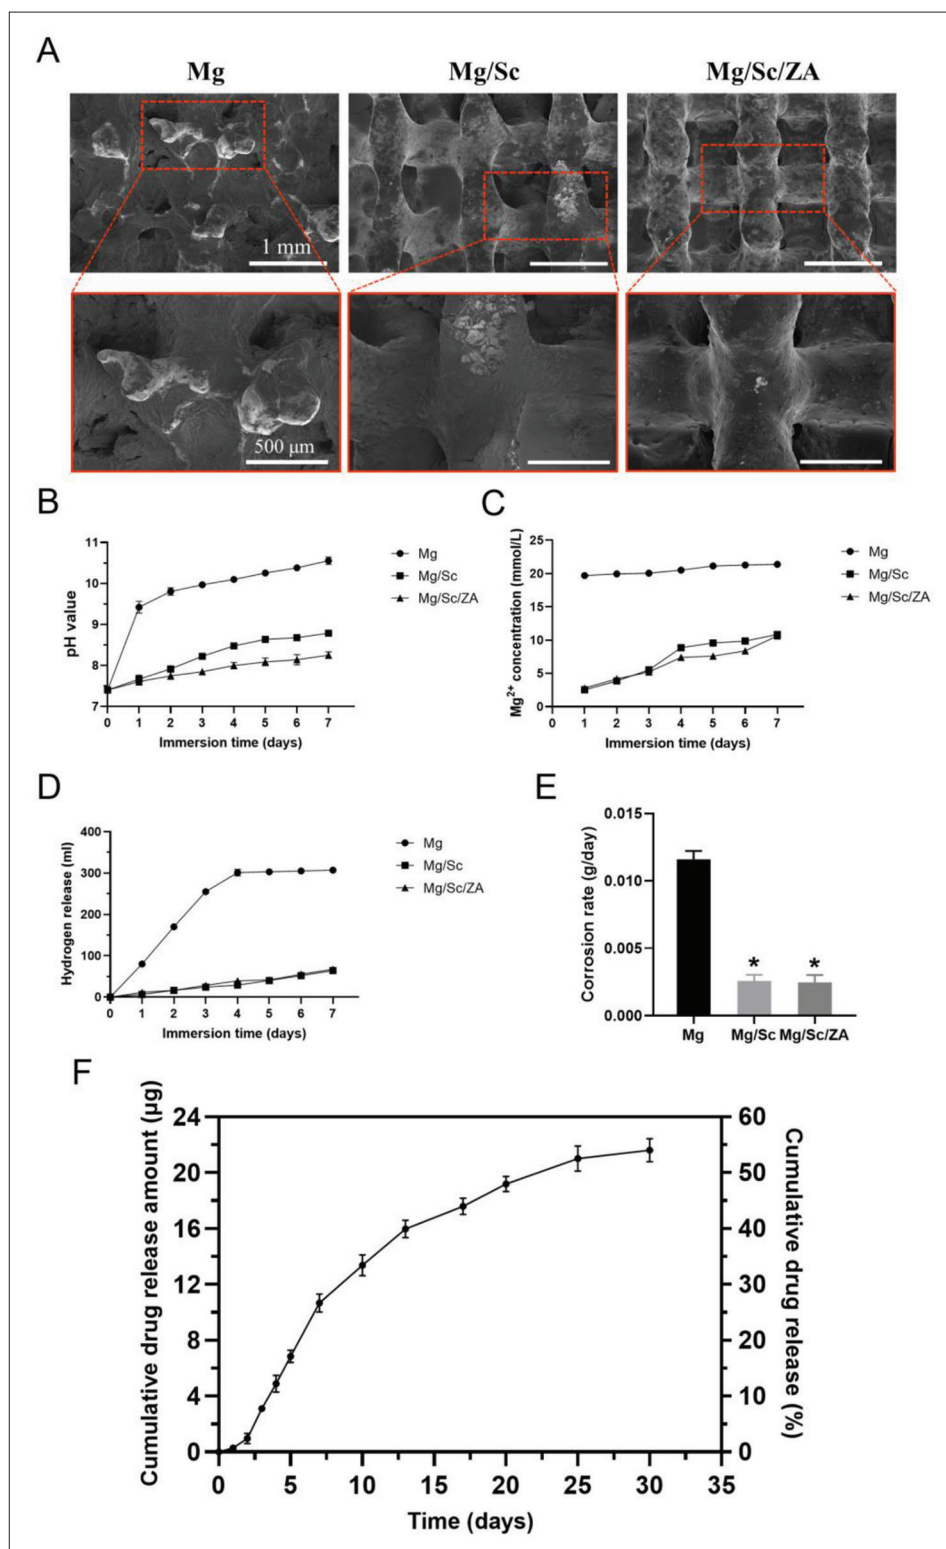 A
Mg
Mg/Sc
Mg/Sc/ZA
1 mm
500 μm
B
pH value
11
10
9
8
7
0 1 2 3 4 5 6 7
Immersion time (days)
Mg
Mg/Sc
Mg/Sc/ZA
C
Mg2+ concentration (mmol/L)
25
20
15
10
5
0
0 1 2 3 4 5 6 7
Immersion time (days)
Mg
Mg/Sc
Mg/Sc/ZA
D
Hydrogen release (ml)
400
300
200
100
0
0 1 2 3 4 5 6 7
Immersion time (days)
Mg
Mg/Sc
Mg/Sc/ZA
E
Corrosion rate (g/day)
0.015
0.010
0.005
0.000
* *
Mg Mg/Sc Mg/Sc/ZA
F
Cumulative drug release amount (μg)
24
20
16
12
8
4
0
0 5 10 15 20 25 30 35
Time (days)
60
50
40
30
20
10
0
Cumulative drug
release (%)